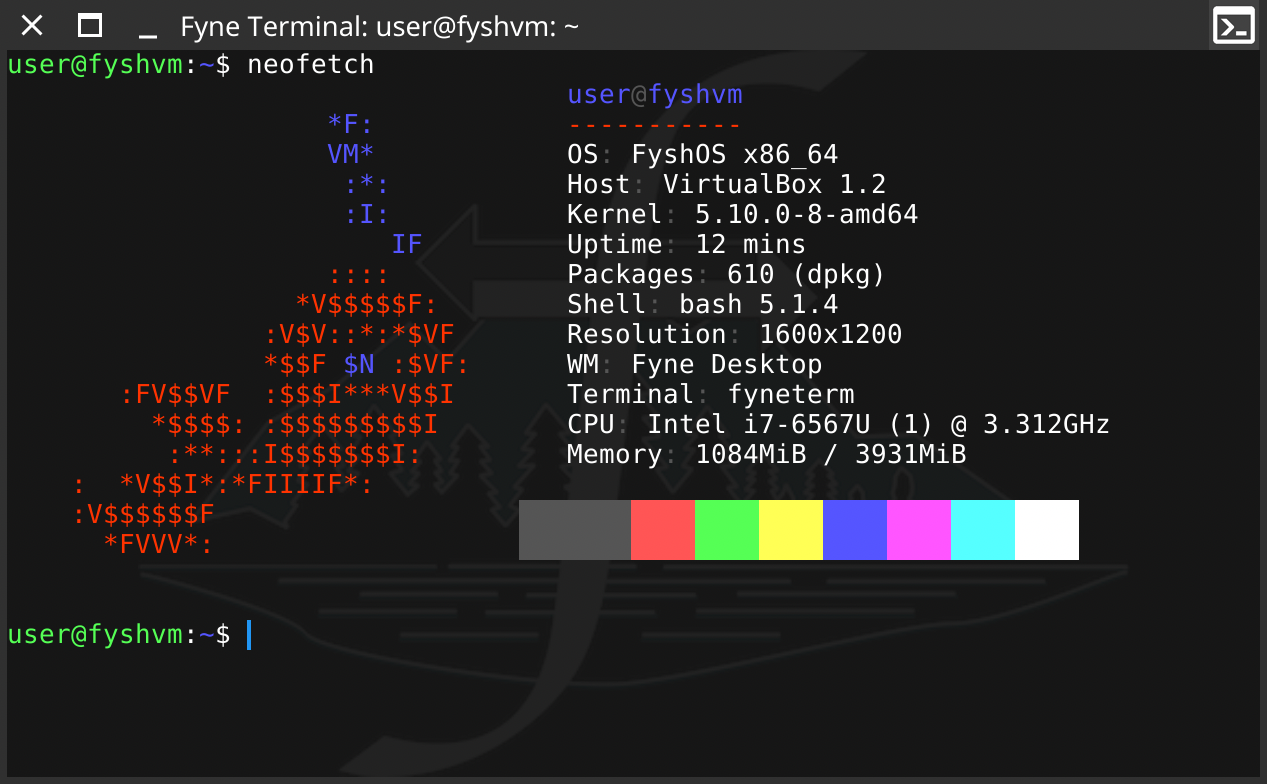 Fyne Terminal: user@fyshvm: ~
user@fyshvm:~$ neofetch
user@fyshvm
*F: -----------
VM* OS: FyshOS x86_64
:*: Host: VirtualBox 1.2
:I: Kernel: 5.10.0-8-amd64
IF Uptime: 12 mins
:::: Packages: 610 (dpkg)
*V$$$$$F: Shell: bash 5.1.4
:V$V::*:*$VF Resolution: 1600x1200
*$$F $N :$VF: WM: Fyne Desktop
:FV$$VF :$$$I***V$$I Terminal: fyneterm
*$$$$: :$$$$$$$$$I CPU: Intel i7-6567U (1) @ 3.312GHz
:**:::I$$$$$$$I: Memory: 1084MiB / 3931MiB
: *V$$I*:*FIIIIF*:
:V$$$$$$F
*FVVV*:
user@fyshvm:~$